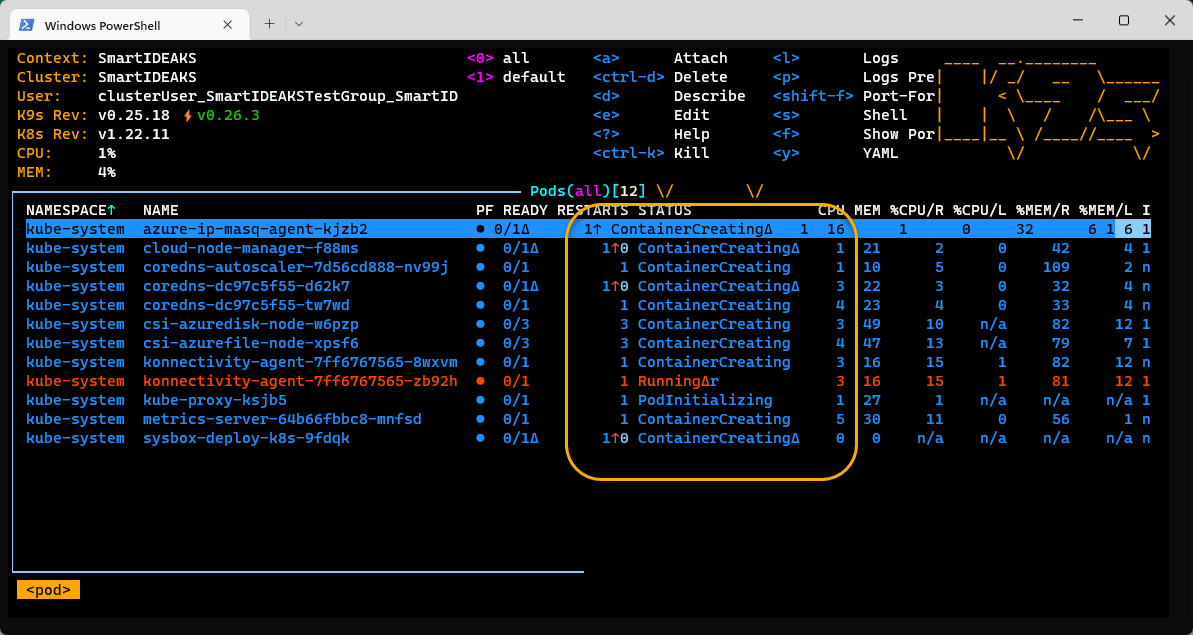 Windows PowerShell
Context: SmartIDEAKS <0> all <a> Attach <l> Logs
Cluster: SmartIDEAKS <1> default <ctrl-d> Delete <p> Logs Pre
User: clusterUser_SmartIDEAKSTestGroup_SmartID <d> Describe <shift-f> Port-For
K9s Rev: v0.25.18 ⚡v0.26.3 <e> Edit <s> Shell
K8s Rev: v1.22.11 <?> Help <f> Show Por
CPU: 1% <ctrl-k> Kill <y> YAML
MEM: 4%
Pods(all)[12]
NAMESPACE↑ NAME PF READY RESTARTS STATUS CPU MEM %CPU/R %CPU/L %MEM/R %MEM/L I
kube-system azure-ip-masq-agent-kjzb2 ● 0/1Δ 1↑ ContainerCreatingΔ 1 16 1 0 32 6 1 6 1
kube-system cloud-node-manager-f88ms ● 0/1Δ 1↑0 ContainerCreatingΔ 1 21 2 0 42 4 1
kube-system coredns-autoscaler-7d56cd888-nv99j ● 0/1 1 ContainerCreating 1 10 5 0 109 2 n
kube-system coredns-dc97c5f55-d62k7 ● 0/1Δ 1↑0 ContainerCreatingΔ 3 22 3 0 32 4 n
kube-system coredns-dc97c5f55-tw7wd ● 0/1 1 ContainerCreating 4 23 4 0 33 4 n
kube-system csi-azuredisk-node-w6pzp ● 0/3 3 ContainerCreating 3 49 10 n/a 82 12 1
kube-system csi-azurefile-node-xpsf6 ● 0/3 3 ContainerCreating 4 47 13 n/a 79 7 1
kube-system konnectivity-agent-7ff6767565-8wxvm ● 0/1 1 ContainerCreating 3 16 15 1 82 12 n
kube-system konnectivity-agent-7ff6767565-zb92h ● 0/1 1 RunningΔr 3 16 15 1 81 12 1
kube-system kube-proxy-ksjb5 ● 0/1 1 PodInitializing 1 27 1 n/a n/a n/a 1
kube-system metrics-server-64b66fbbc8-mnfsd ● 0/1 1 ContainerCreating 5 30 11 0 56 1 n
kube-system sysbox-deploy-k8s-9fdqk ● 0/1Δ 1↑0 ContainerCreatingΔ 0 0 n/a n/a n/a n/a n
<pod>